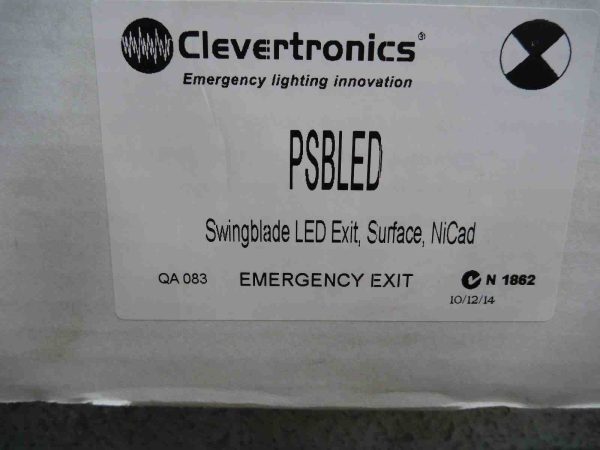 Clevertronics®
Emergency lighting innovation
PSBLED
Swingblade LED Exit, Surface, NiCad
QA 083 EMERGENCY EXIT N 1862
10/12/14